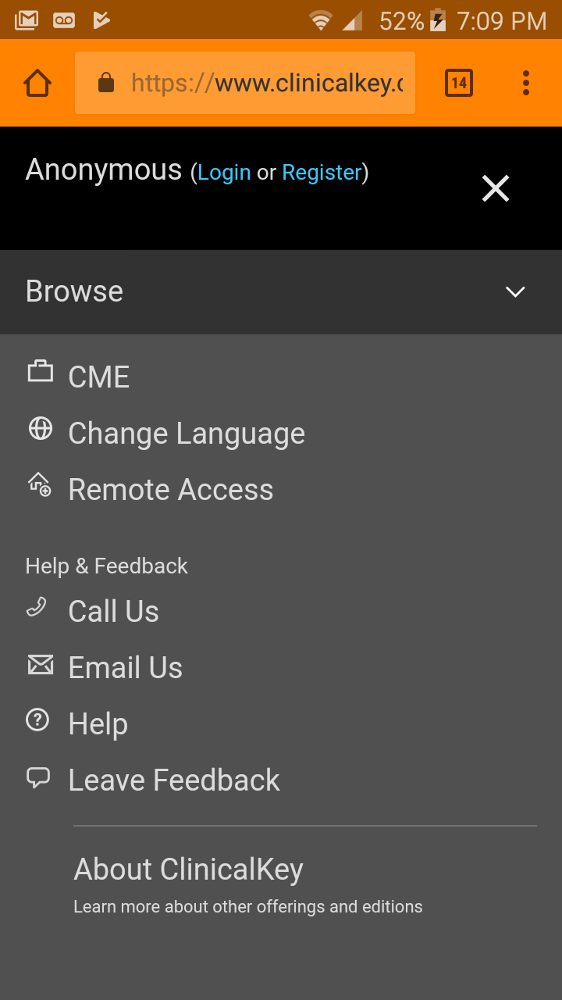 52% 7:09 PM
https://www.clinicalkey.c
14
Anonymous (Login or Register)
Browse
CME
Change Language
Remote Access
Help & Feedback
Call Us
Email Us
Help
Leave Feedback
About ClinicalKey
Learn more about other offerings and editions